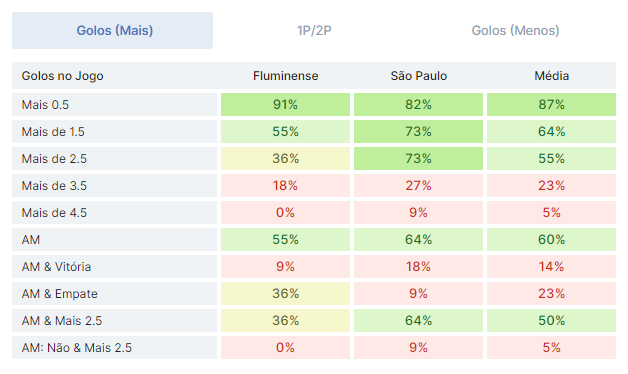 Golos (Mais) 1P/2P Golos (Menos)
Golos no Jogo Fluminense São Paulo Média
Mais 0.5 91% 82% 87%
Mais de 1.5 55% 73% 64%
Mais de 2.5 36% 73% 55%
Mais de 3.5 18% 27% 23%
Mais de 4.5 0% 9% 5%
AM 55% 64% 60%
AM & Vitória 9% 18% 14%
AM & Empate 36% 9% 23%
AM & Mais 2.5 36% 64% 50%
AM: Não & Mais 2.5 0% 9% 5%